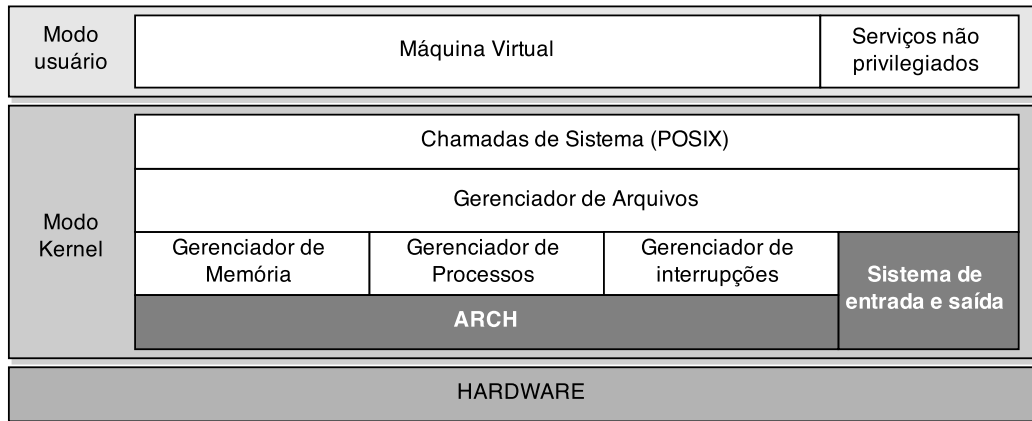 Modo
usuário
Máquina Virtual
Serviços não
privilegiados
Modo
Kernel
Chamadas de Sistema (POSIX)
Gerenciador de Arquivos
Gerenciador de
Memória
Gerenciador de
Processos
Gerenciador de
interrupções
Sistema de
entrada e saída
ARCH
HARDWARE